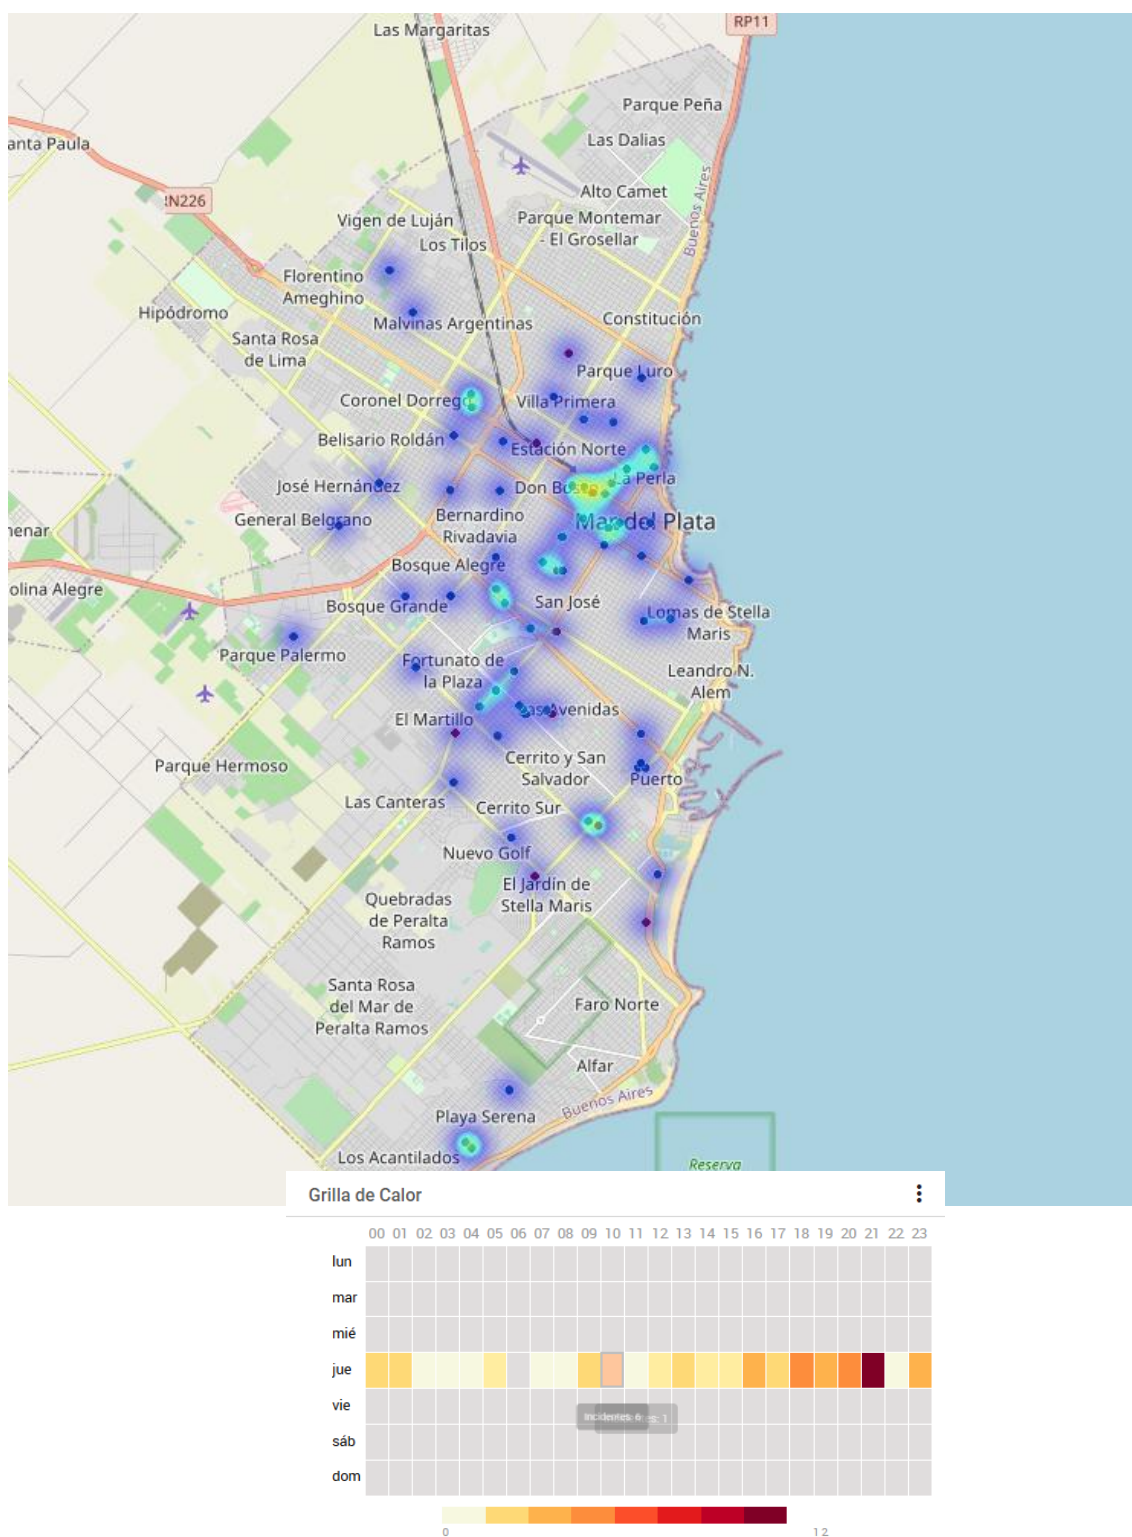 Las Margaritas
RP11
Parque Peña
anta Paula
Las Dalias
Alto Camet
Buenos Aires
RN226
Vigen de Luján
Parque Montemar
- El Grosellar
Los Tilos
Florentino
Ameghino
Hipódromo
Malvinas Argentinas
Constitución
Santa Rosa
de Lima
Parque Luro
Coronel Dorrego
Villa Primera
Belisario Roldán
Estación Norte
José Hernández
Don Bosco
La Perla
General Belgrano
Bernardino
Rivadavia
Mar del Plata
nenar
Bosque Alegre
olina Alegre
Bosque Grande
San José
Lomas de Stella
Maris
Parque Palermo
Fortunato de
la Plaza
Leandro N.
Alem
El Martillo
Las Avenidas
Parque Hermoso
Cerrito y San
Salvador
Puerto
Las Canteras
Cerrito Sur
Nuevo Golf
El Jardín de
Stella Maris
Quebradas
de Peralta
Ramos
Santa Rosa
del Mar de
Peralta Ramos
Faro Norte
Alfar
Buenos Aires
Playa Serena
Los Acantilados
Reserva
Grilla de Calor
00 01 02 03 04 05 06 07 08 09 10 11 12 13 14 15 16 17 18 19 20 21 22 23
lun
mar
mié
jue
vie
sáb
dom
Incidentes: 6
es: 1
0 12